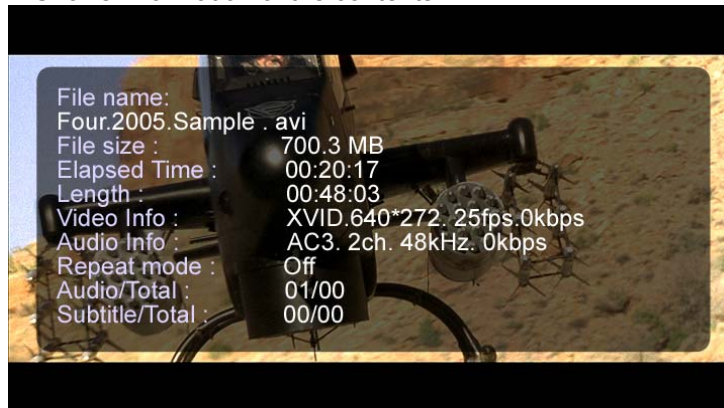 File name:
Four.2005.Sample . avi
File size : 700.3 MB
Elapsed Time : 00:20:17
Length : 00:48:03
Video Info : XVID.640*272. 25fps.0kbps
Audio Info : AC3. 2ch. 48kHz. 0kbps
Repeat mode : Off
Audio/Total : 01/00
Subtitle/Total : 00/00